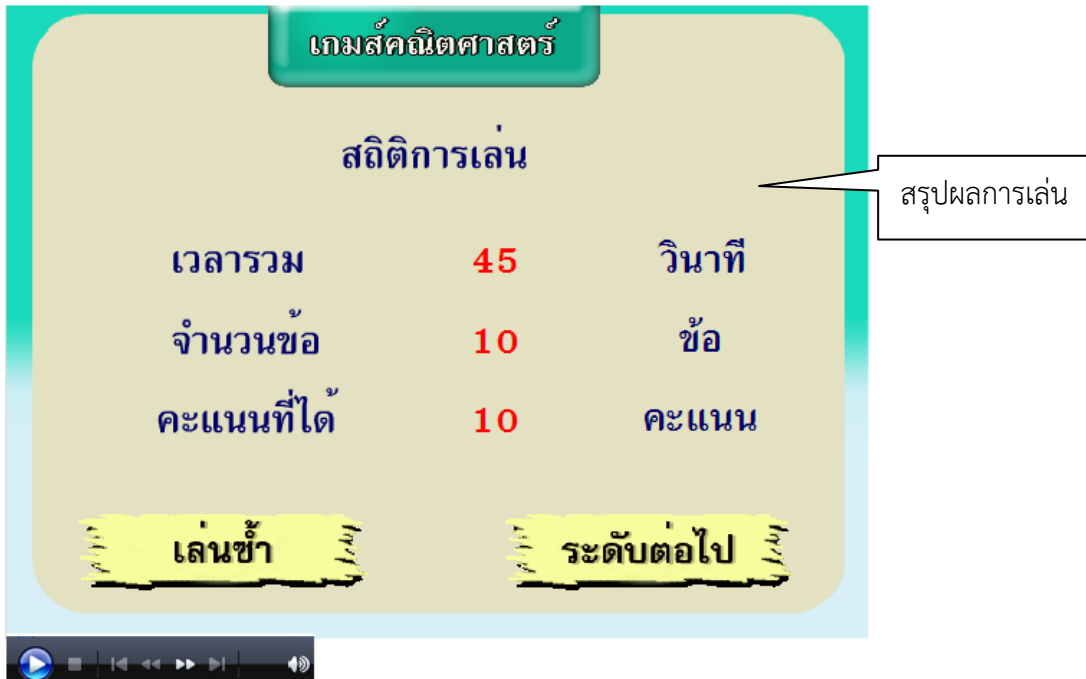 เกมส์คณิตศาสตร์
สถิติการเล่น
สรุปผลการเล่น
เวลารวม 45 วินาที
จำนวนข้อ 10 ข้อ
คะแนนที่ได้ 10 คะแนน
เล่นซ้ำ ระดับต่อไป